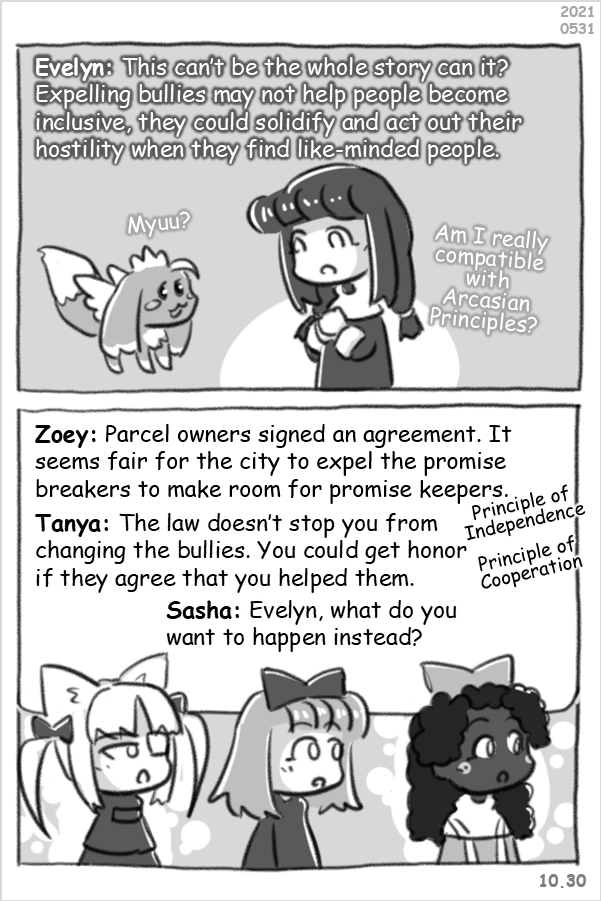 2021
0531
Evelyn: This can't be the whole story can it?
Expelling bullies may not help people become
inclusive, they could solidify and act out their
hostility when they find like-minded people.
Myuu?
Am I really
compatible
with
Arcasian
Principles?
Zoey: Parcel owners signed an agreement. It
seems fair for the city to expel the promise
breakers to make room for promise keepers.
Principle of
Independence
Tanya: The law doesn't stop you from
changing the bullies. You could get honor
if they agree that you helped them.
Principle of
Cooperation
Sasha: Evelyn, what do you
want to happen instead?
10.30